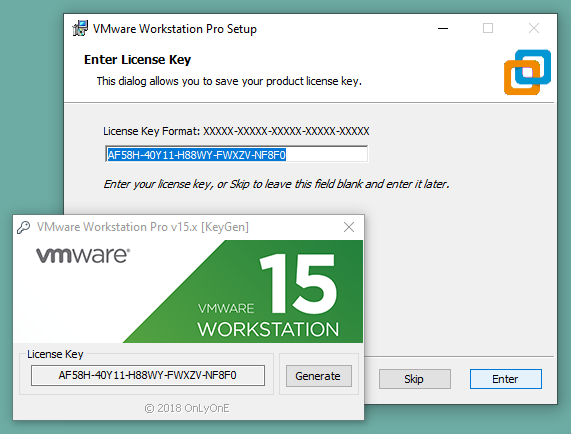 VMware Workstation Pro Setup
Enter License Key
This dialog allows you to save your product license key.
License Key Format: XXXXX-XXXXX-XXXXX-XXXXX-XXXXX
AF58H-40Y11-H88WY-FWXZV-NF8F0
Enter your license key, or Skip to leave this field blank and enter it later.
VMware Workstation Pro v15.x [KeyGen]
vmware®
VMWARE 15
WORKSTATION
License Key
AF58H-40Y11-H88WY-FWXZV-NF8F0
Generate
© 2018 OnLyOnE
Skip
Enter